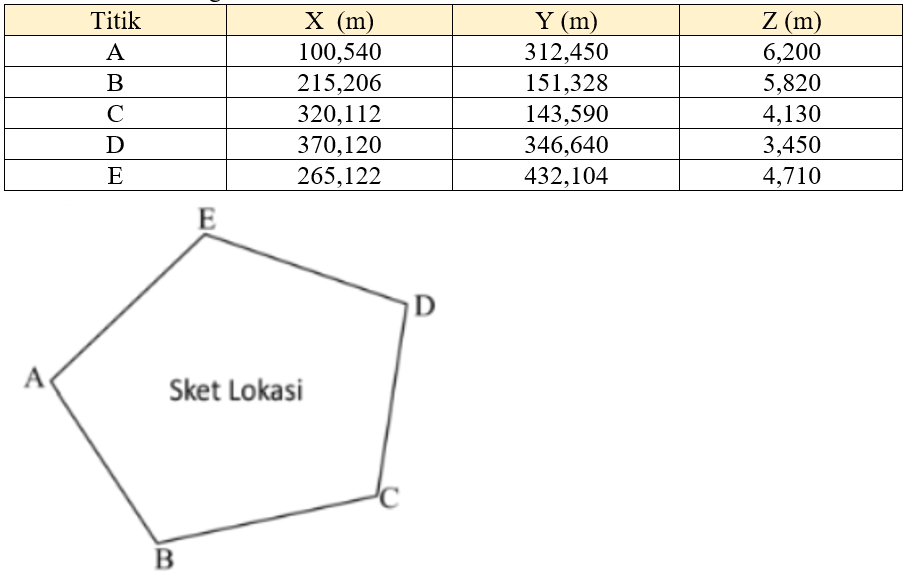 Titik X (m) Y (m) Z (m)
A 100,540 312,450 6,200
B 215,206 151,328 5,820
C 320,112 143,590 4,130
D 370,120 346,640 3,450
E 265,122 432,104 4,710
E
D
A
Sket Lokasi
C
B